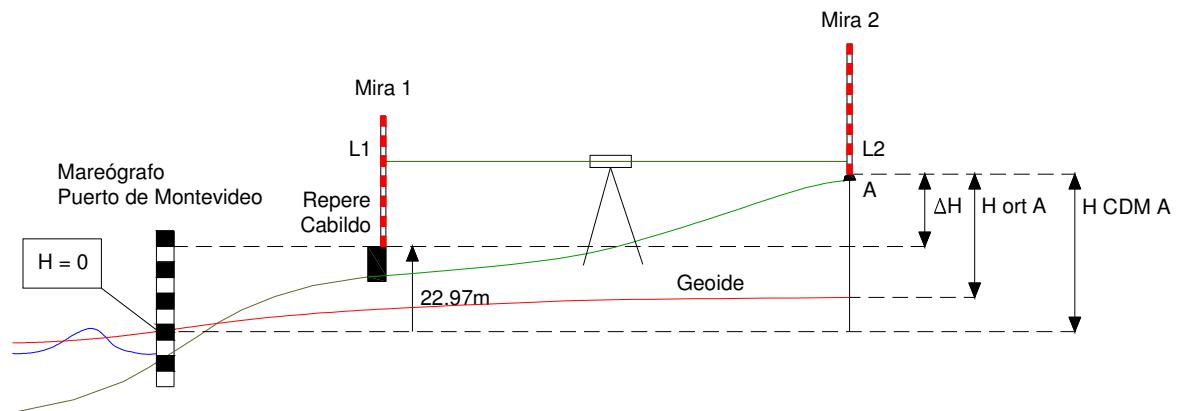 Mira 2
Mira 1
L1
L2
Mareógrafo
Puerto de Montevideo
Repere
Cabildo
A
ΔH
H ort A
H CDM A
H = 0
22.97m
Geoide